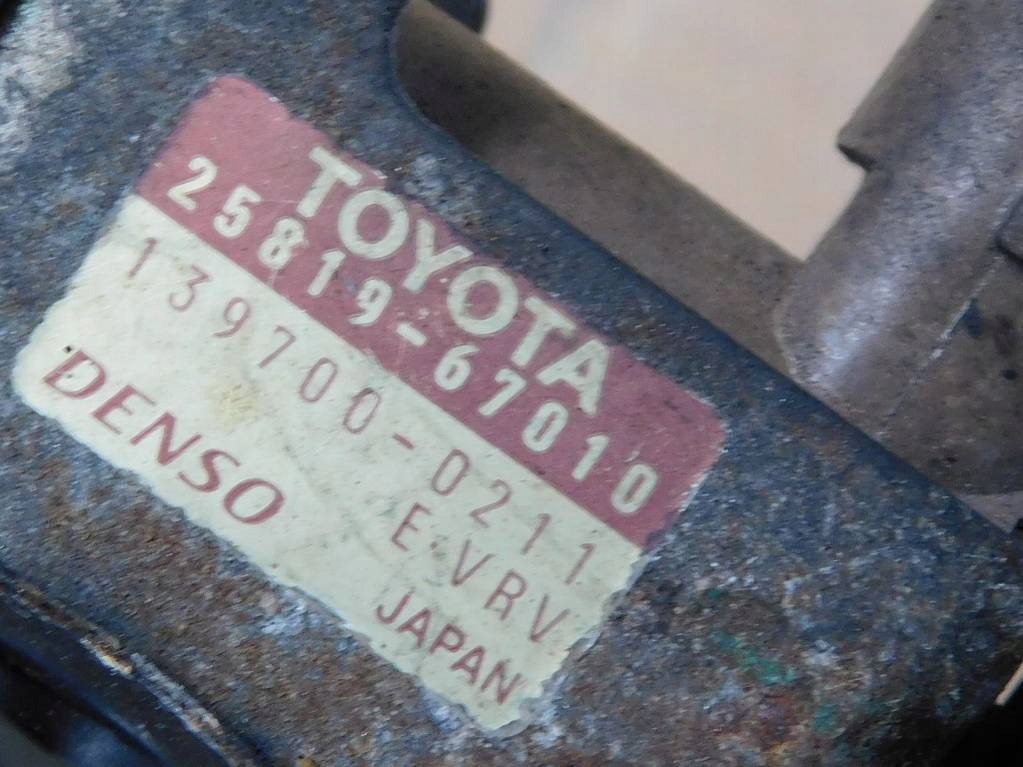 TOYOTA
25819-67010
139700-0211
E·VRV
DENSO
JAPAN